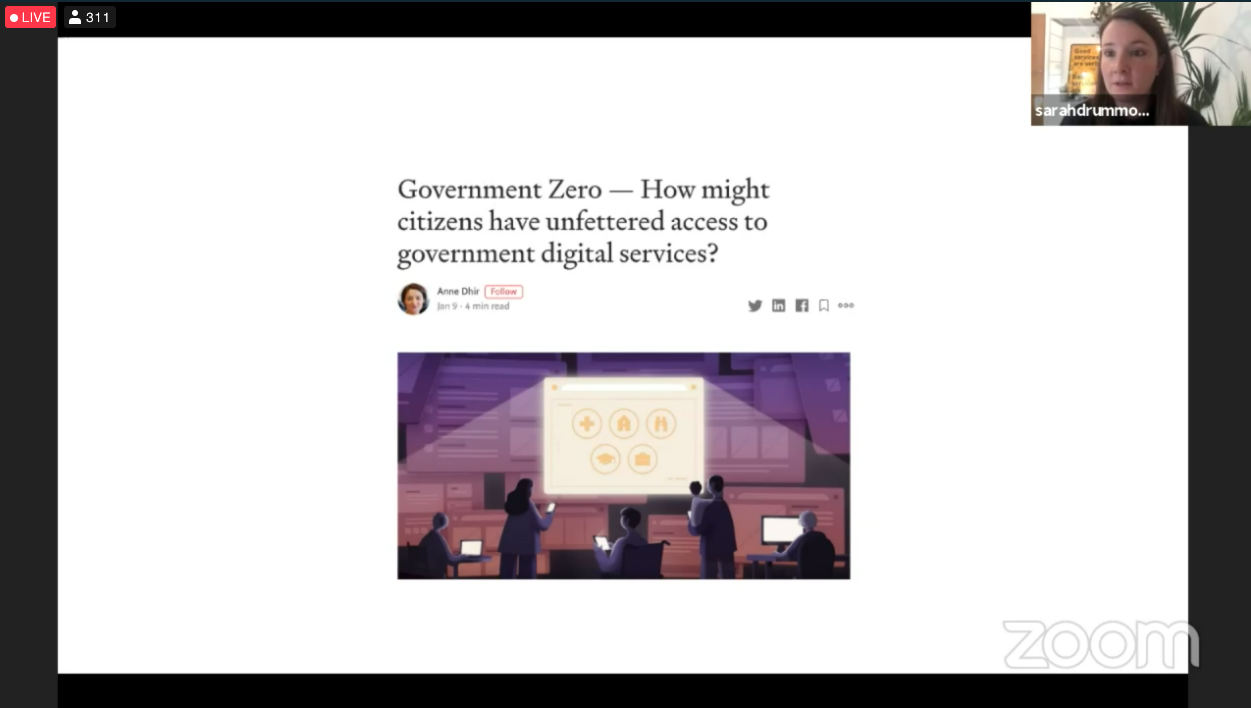 LIVE
311
sarahdrummo...
Government Zero — How might
citizens have unfettered access to
government digital services?
Anne Dhir Follow
Jan 9 · 4 min read
zoom